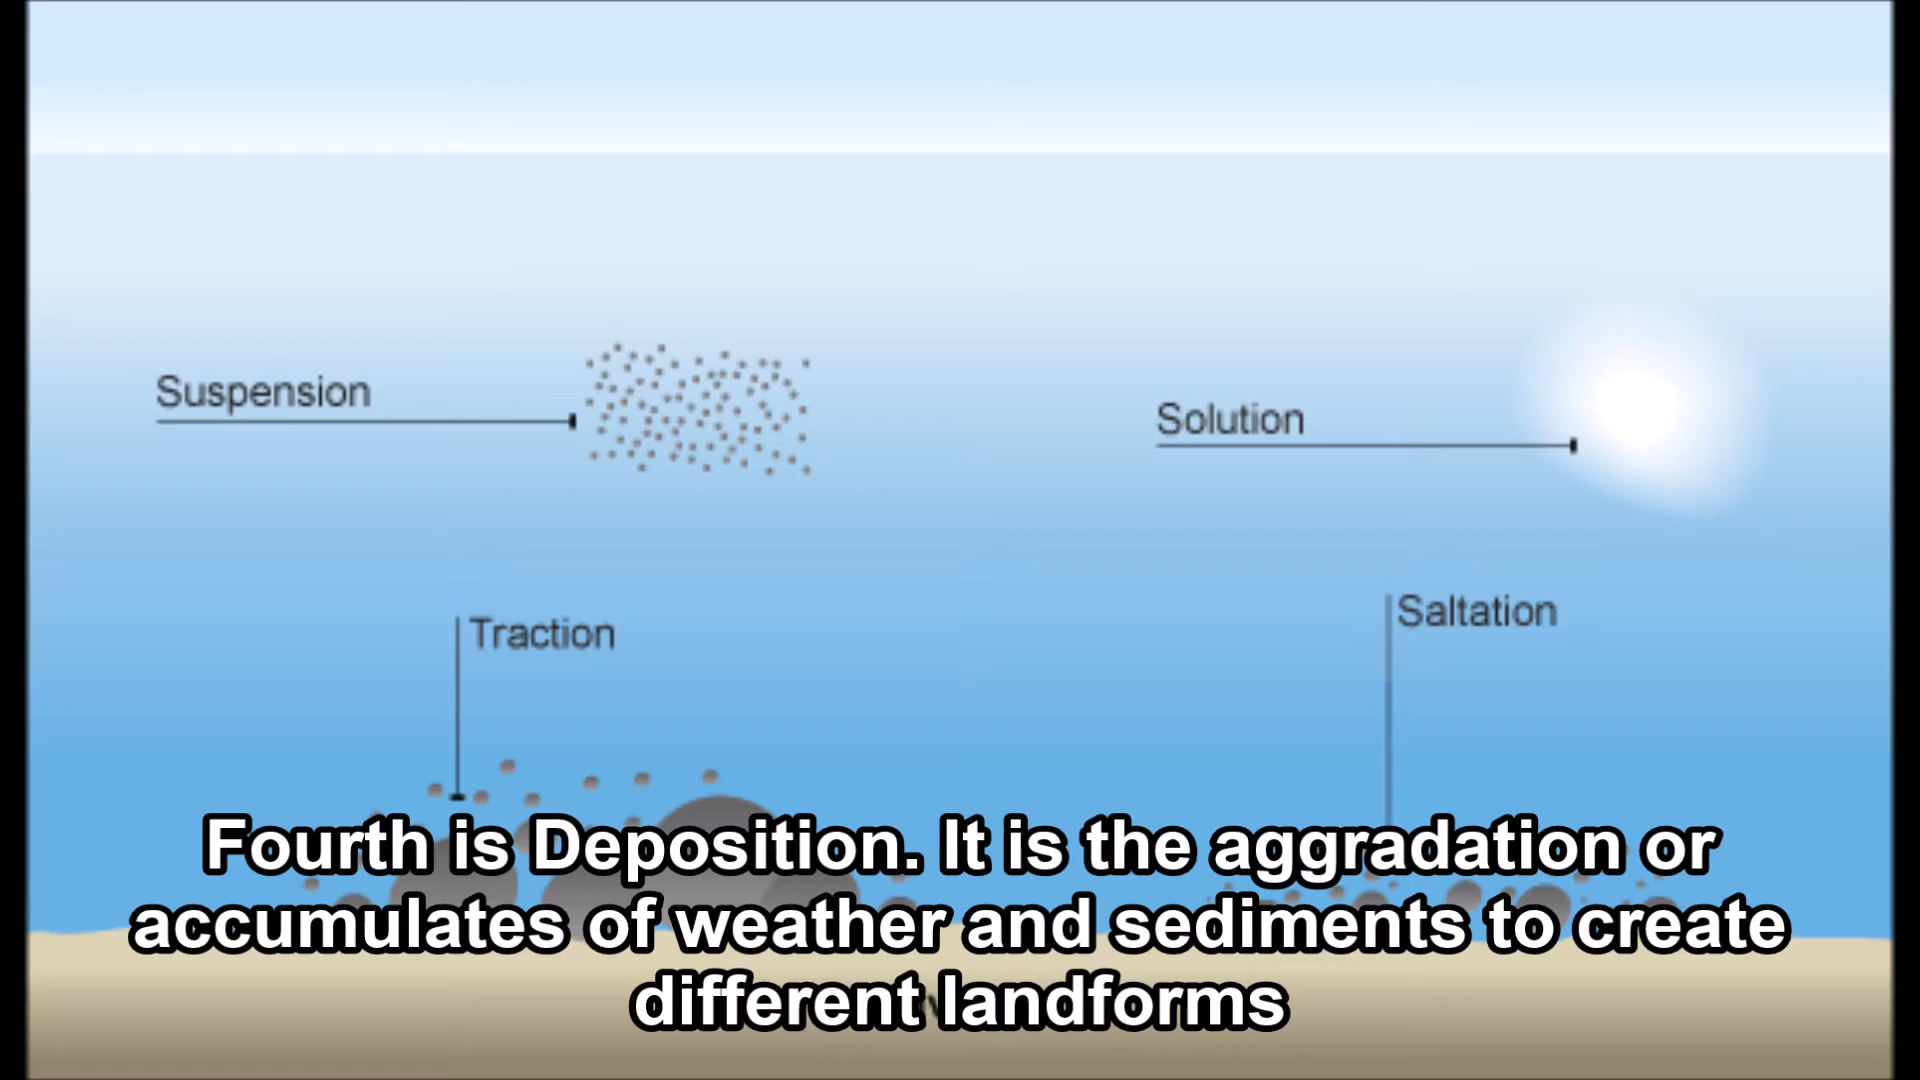 Suspension
Solution
Traction
Saltation
Fourth is Deposition. It is the aggradation or
accumulates of weather and sediments to create
different landforms